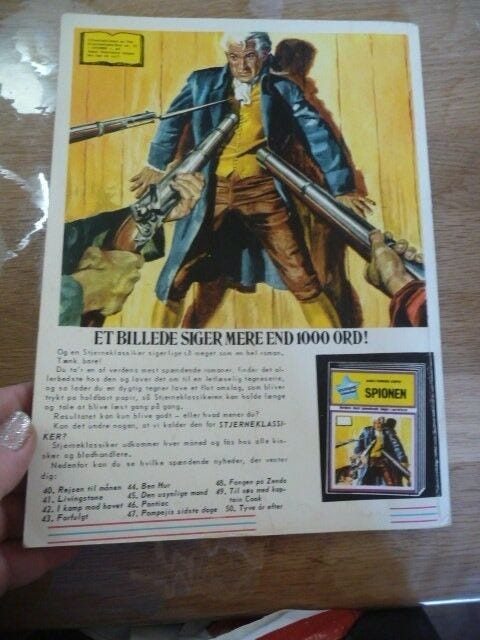 ET BILLEDE SIGER MERE END 1000 ORD!
Og en Stjerneklassiker siger lige så meget som en hel roman,
Tænk, bare!
Du ta'r en af verdens mest spændende romaner, finder det al-
lerbedste hos den og laver det om til en letlæselig tegneserie,
og så lader du en dygtig tegner lave et flot omslag, som bliver
trykt på holdbart papir, så Stjerneklassikeren kan holde længe
og tåle at blive læst gang på gang.
Resultatet kan kun blive godt - eller hvad mener du?
Kan det undre nogen, at vi kalder den for STJERNEKLASSI-
KER?
Stjerneklassiker udkommer hver måned og fås hos alle kio-
sker og bladhandlere.
Nedenfor kan du se hvilke spændende nyheder, der venter
dig:
40. Rejsen til månen
41. Livingstone
42. I kamp mod havet
43. Forfulgt
44. Ben Hur
45. Den usynlige mand
46. Pontiac
47. Pompejis sidste dage
48. Fangen på Zenda
49. Til søs med kap-
tain Cook
50. Tyve år efter
SPIONEN